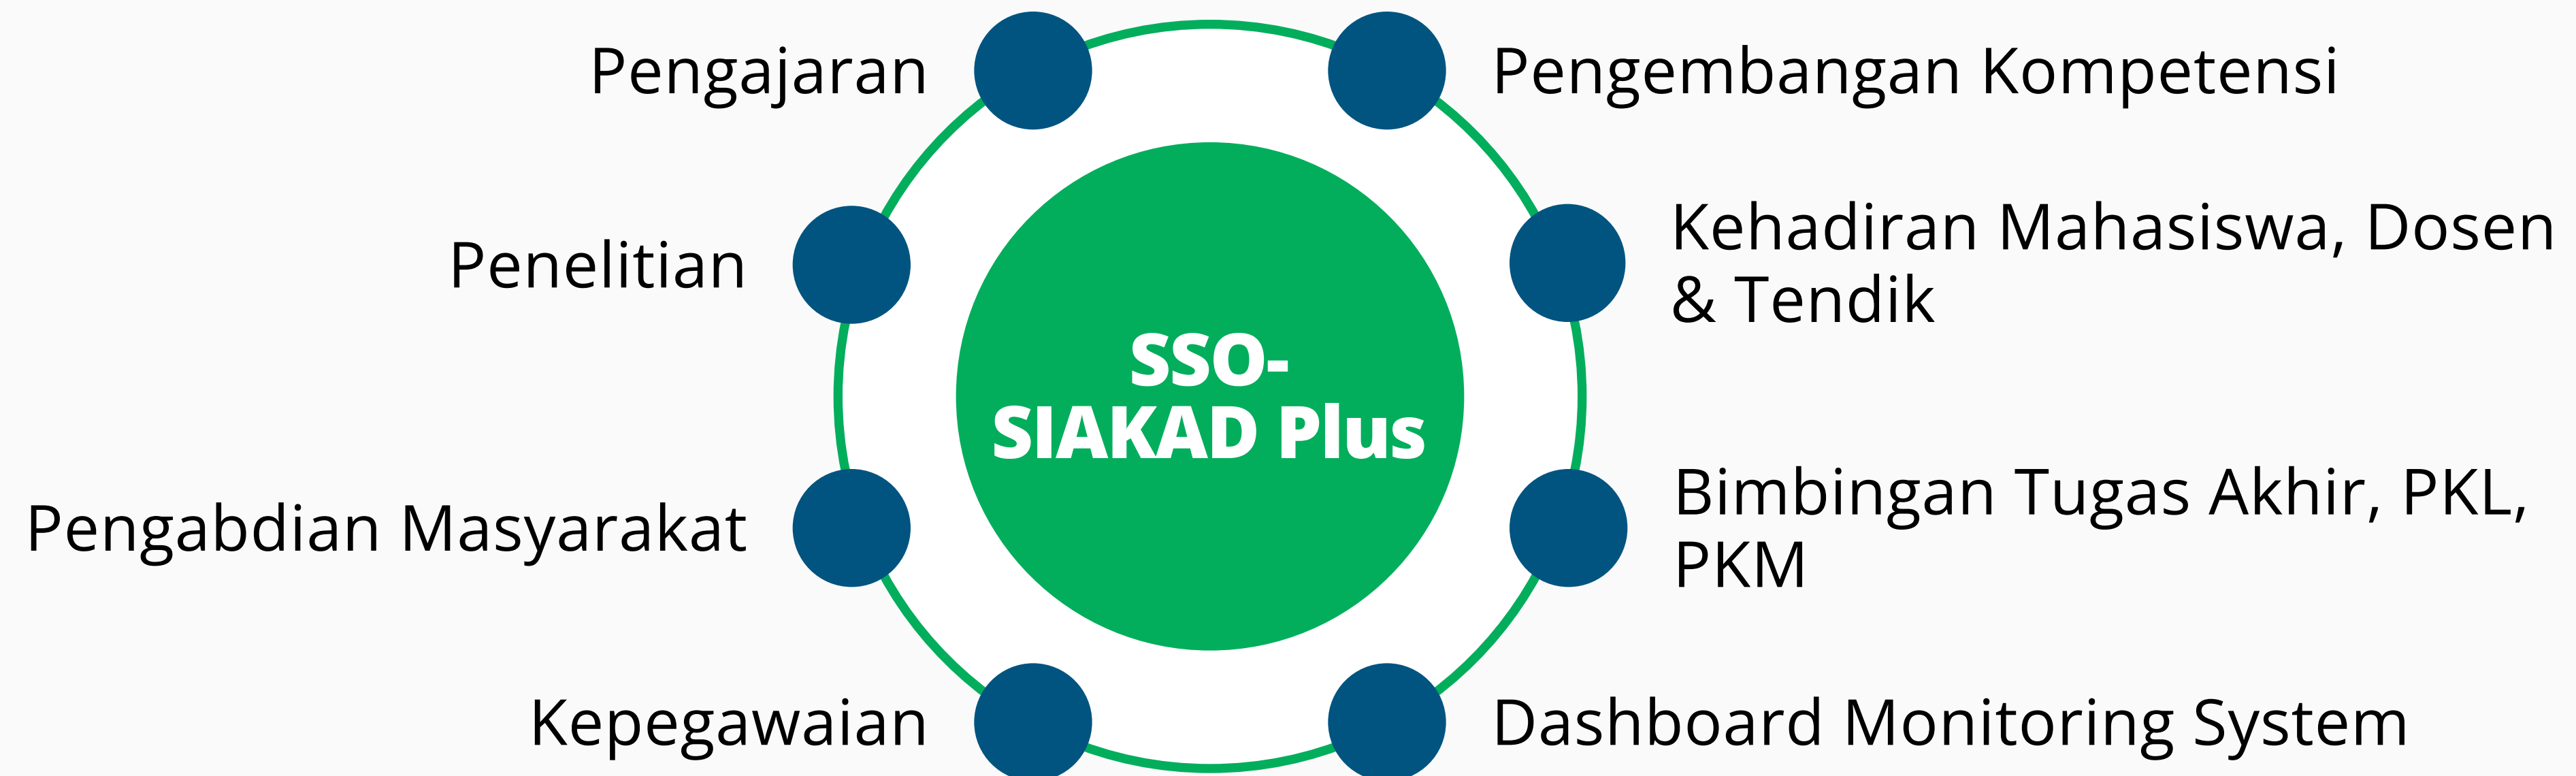 Pengajaran
Pengembangan Kompetensi
Penelitian
Kehadiran Mahasiswa, Dosen
& Tendik
SSO-
SIAKAD Plus
Pengabdian Masyarakat
Bimbingan Tugas Akhir, PKL,
PKM
Kepegawaian
Dashboard Monitoring System